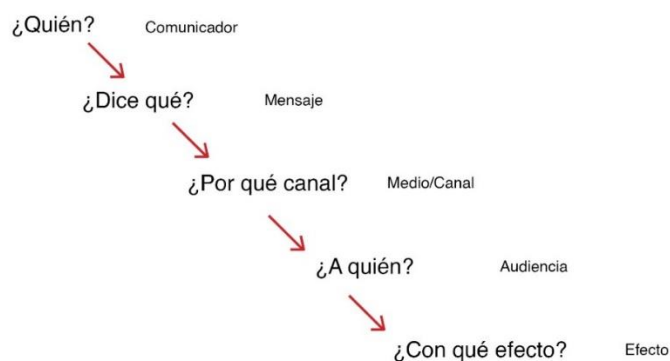 ¿Quién? Comunicador
¿Dice qué? Mensaje
¿Por qué canal? Medio/Canal
¿A quién? Audiencia
¿Con qué efecto? Efecto